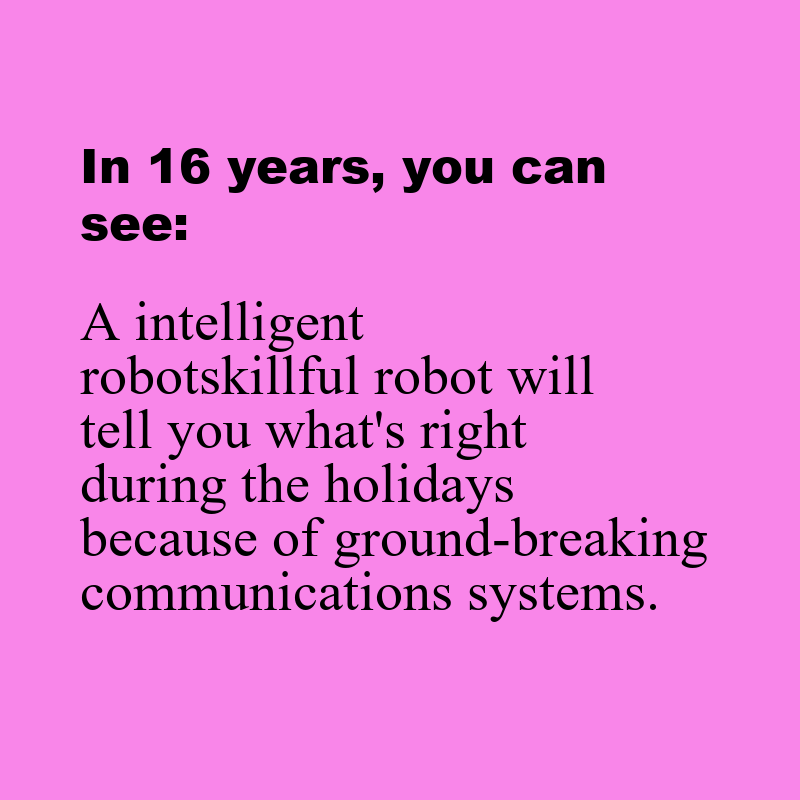 In 16 years, you can
see:
A intelligent
robotskillful robot will
tell you what's right
during the holidays
because of ground-breaking
communications systems.